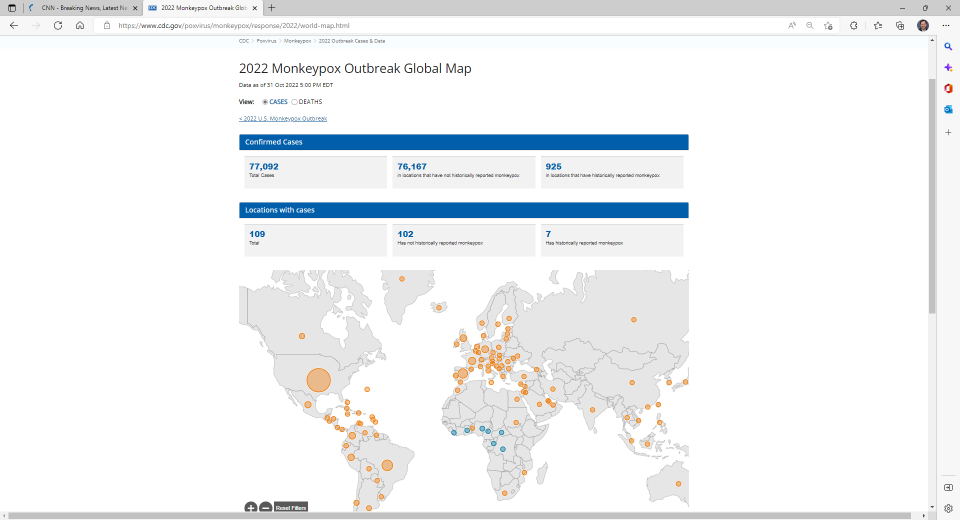 CNN - Breaking News, Latest Ne
2022 Monkeypox Outbreak Glob
https://www.cdc.gov/poxvirus/monkeypox/response/2022/world-map.html
CDC > Poxvirus > Monkeypox > 2022 Outbreak Cases & Data
2022 Monkeypox Outbreak Global Map
Data as of 31 Oct 2022 5:00 PM EDT
View: CASES DEATHS
< 2022 U.S. Monkeypox Outbreak
Confirmed Cases
77,092 76,167 925
Total Cases in locations that have not historically reported monkeypox in locations that have historically reported monkeypox
Locations with cases
109 102 7
Total Has not historically reported monkeypox Has historically reported monkeypox
+ − Reset Filters